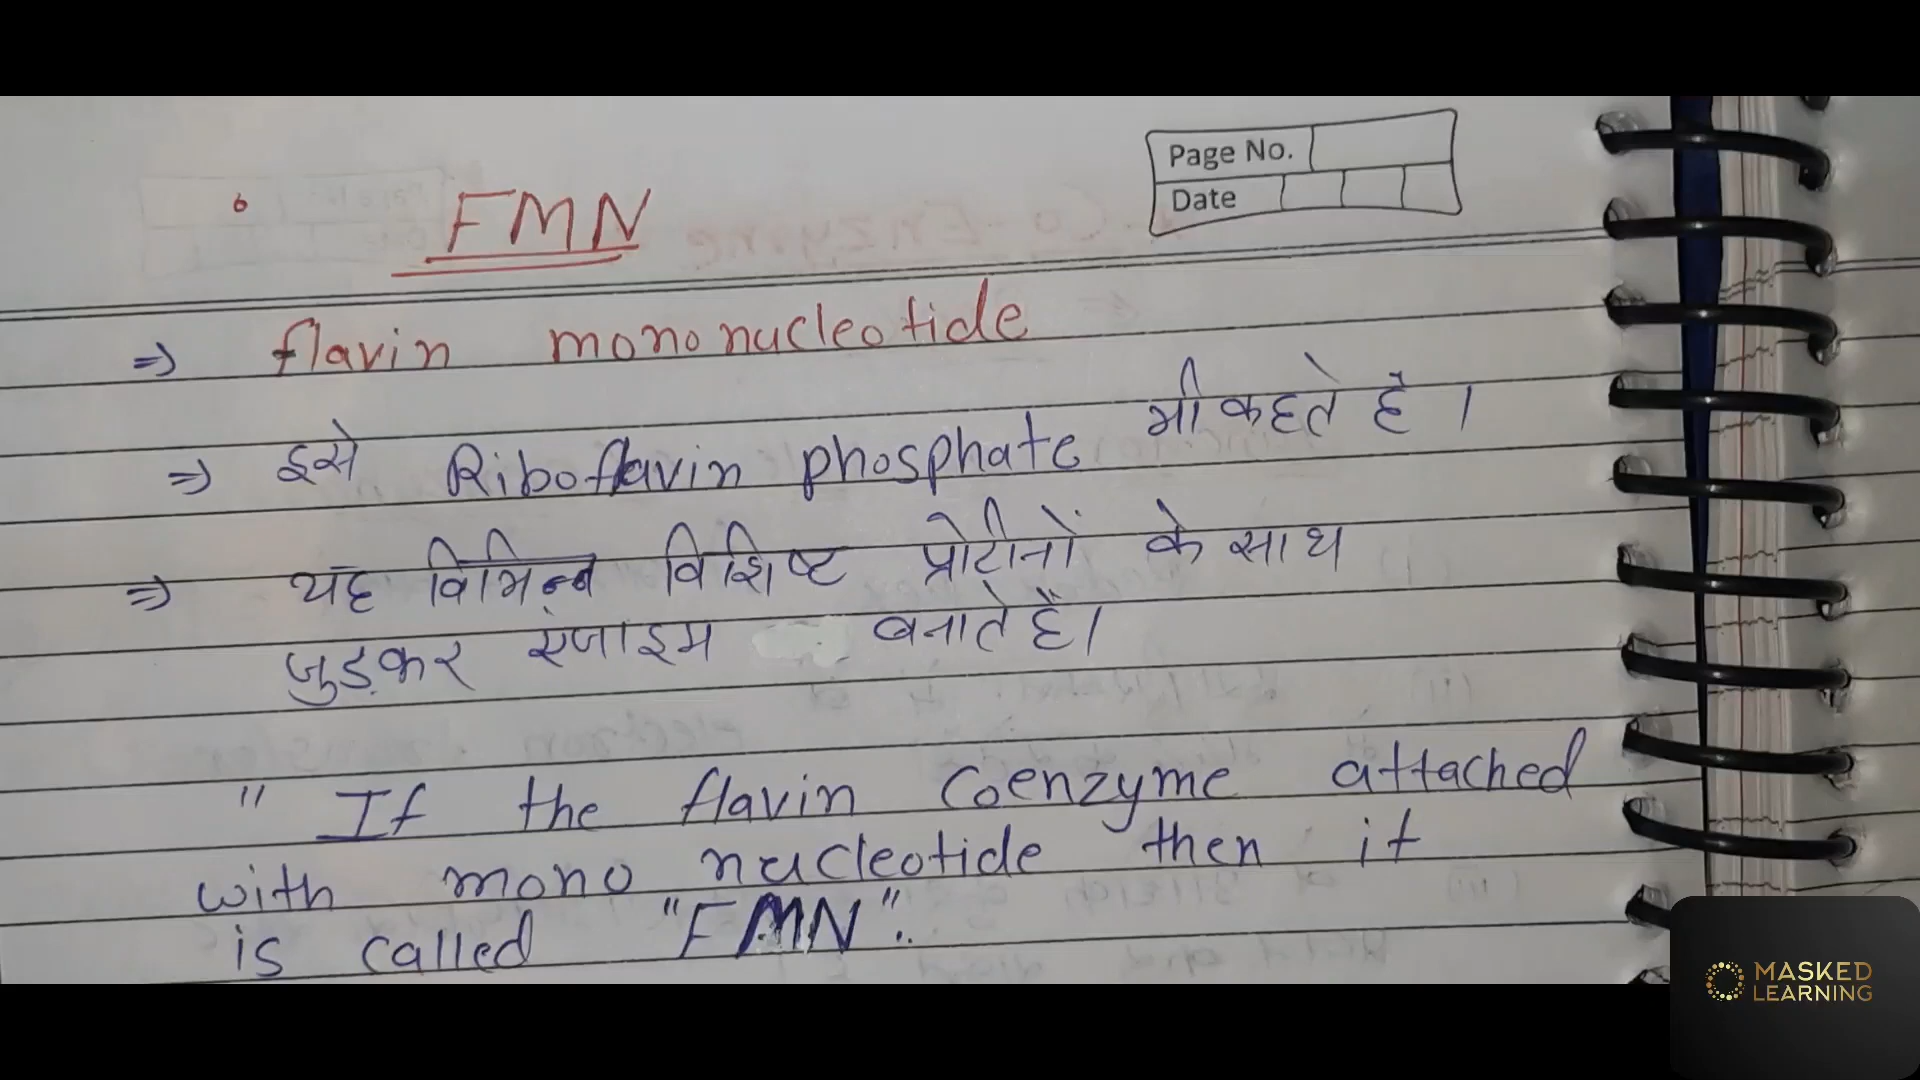 Page No.
Date
FMN
⇒ flavin mononucleotide
⇒ इसे Riboflavin phosphate भी कहते है ।
⇒ यह विभिन्न विशिष्ट प्रोटीनों के साथ
जुड़कर एंजाइम बनाते हैं।
" If the flavin coenzyme attached
with mono nucleotide then it
is called "FMN".
MASKED
LEARNING